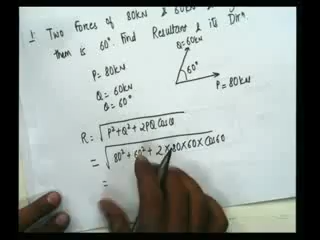 1. Two Forces of 80kN & 60kN
them is 60°. Find Resultant & its Dirⁿ.
P=80kN
Q=60kN
θ=60°
Q=60kN
60°
P=80kN
R= √P²+Q²+2PQ Cosθ
= √80²+60²+2×80×60×Cos60
=